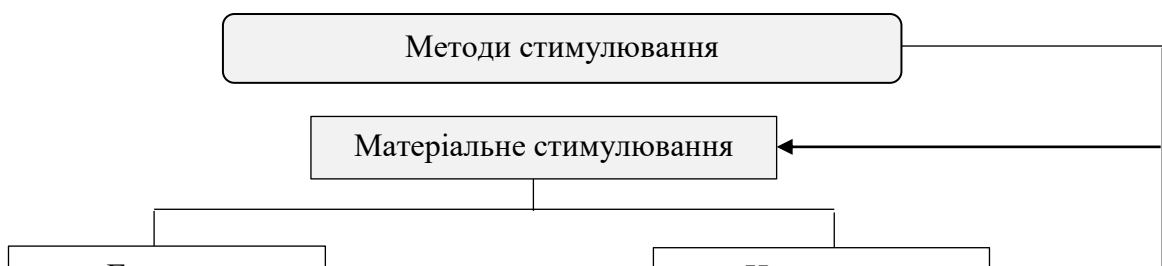 Методи стимулювання
Матеріальне стимулювання